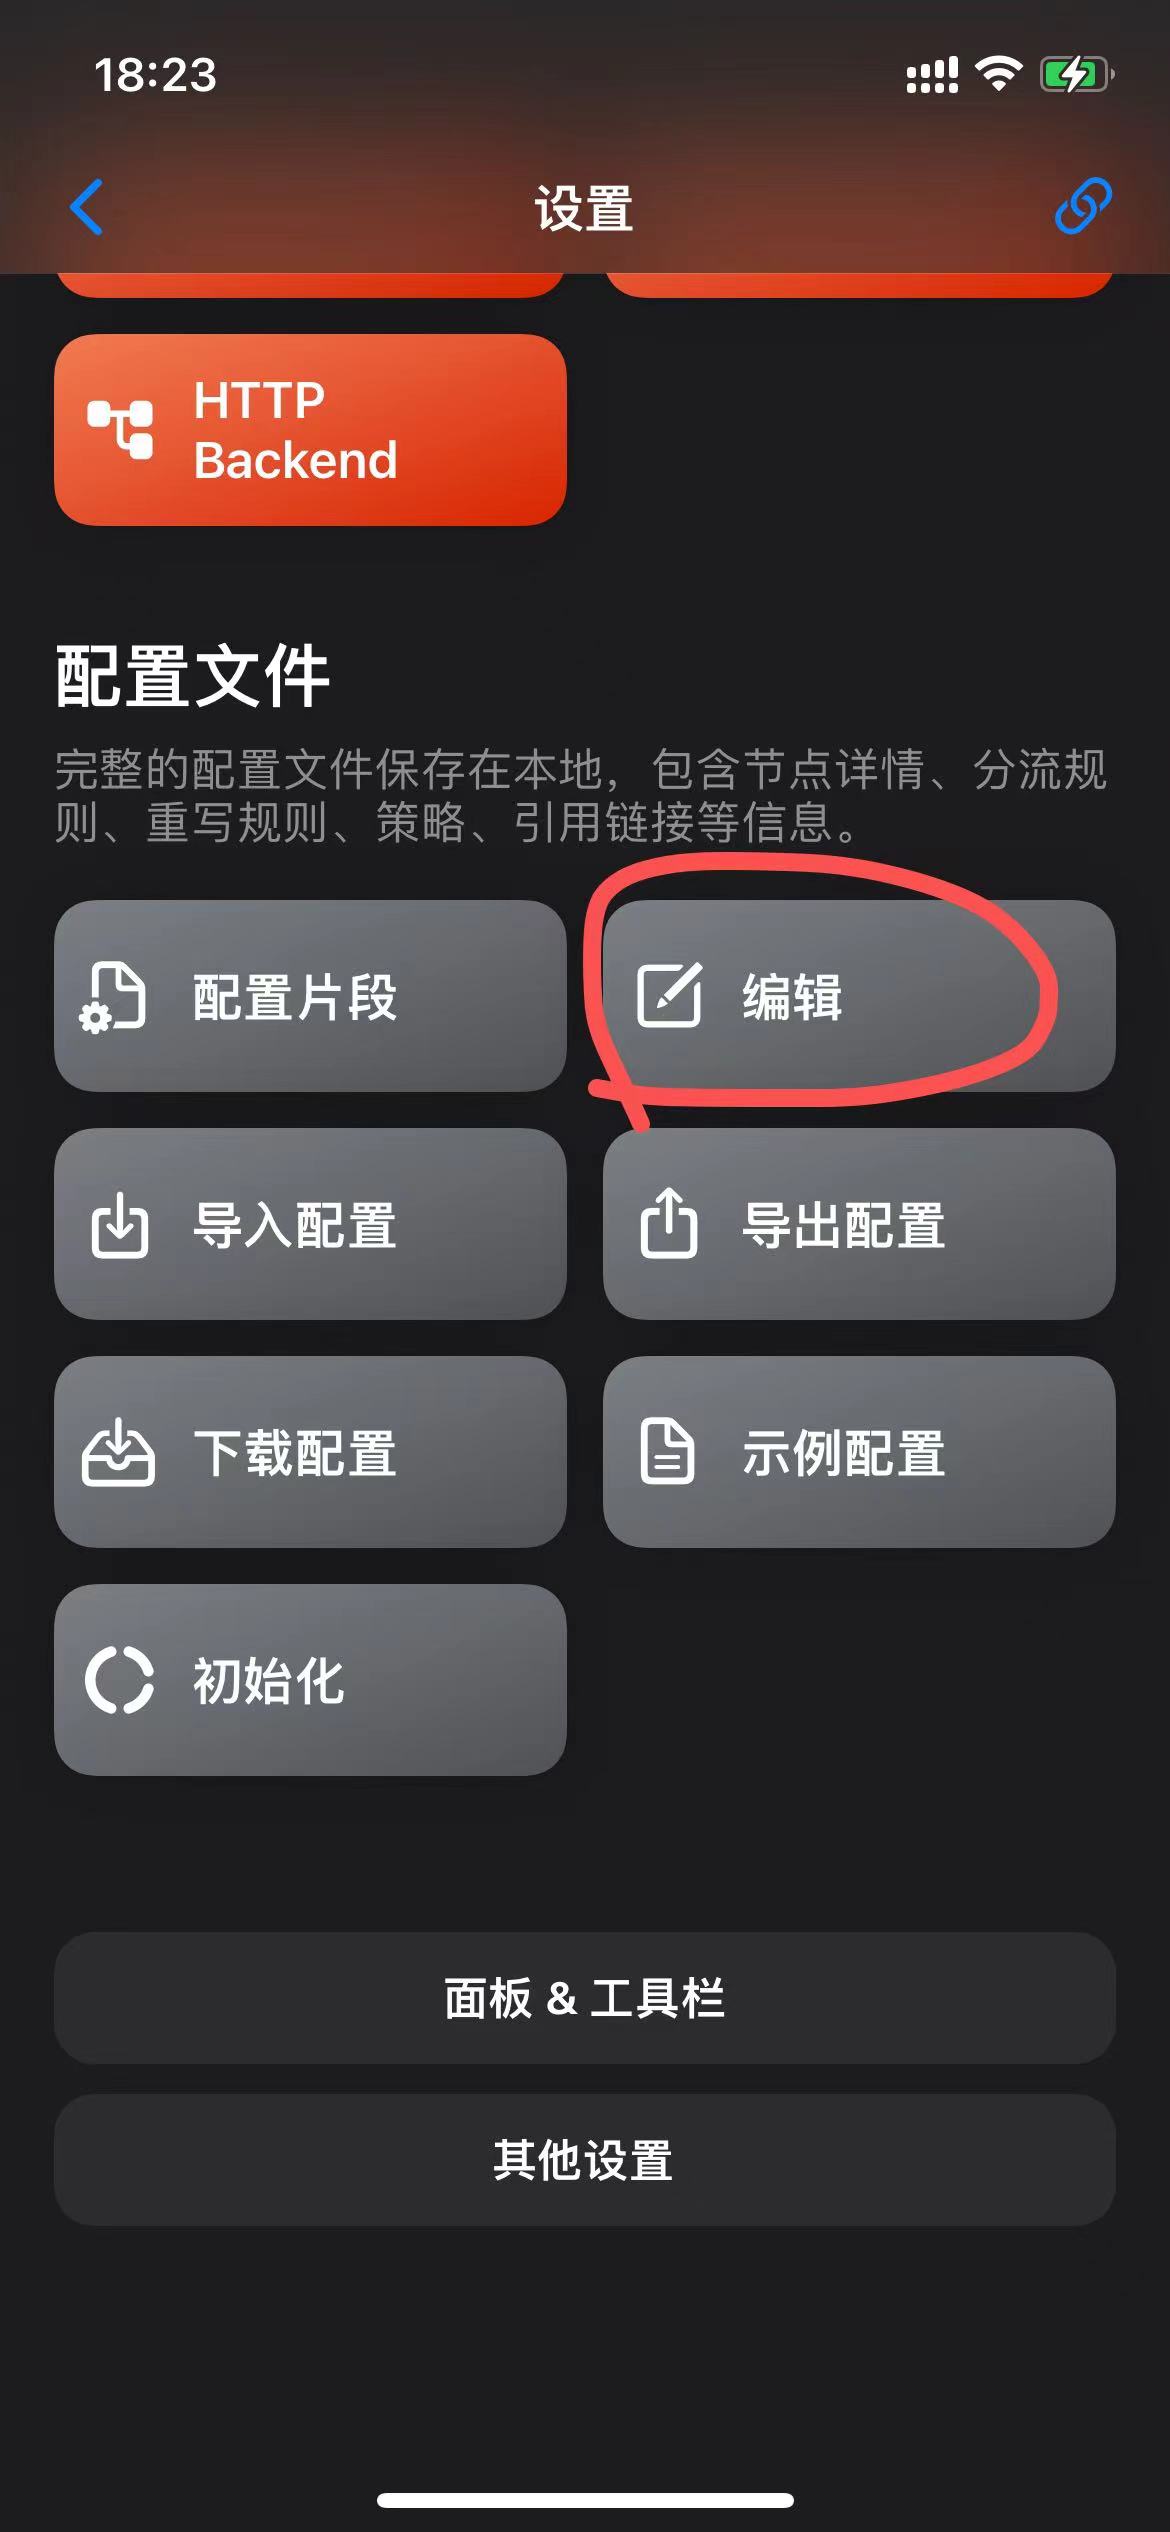 18:23
设置
HTTP
Backend
配置文件
完整的配置文件保存在本地，包含节点详情、分流规
则、重写规则、策略、引用链接等信息。
配置片段
编辑
导入配置
导出配置
下载配置
示例配置
初始化
面板 & 工具栏
其他设置